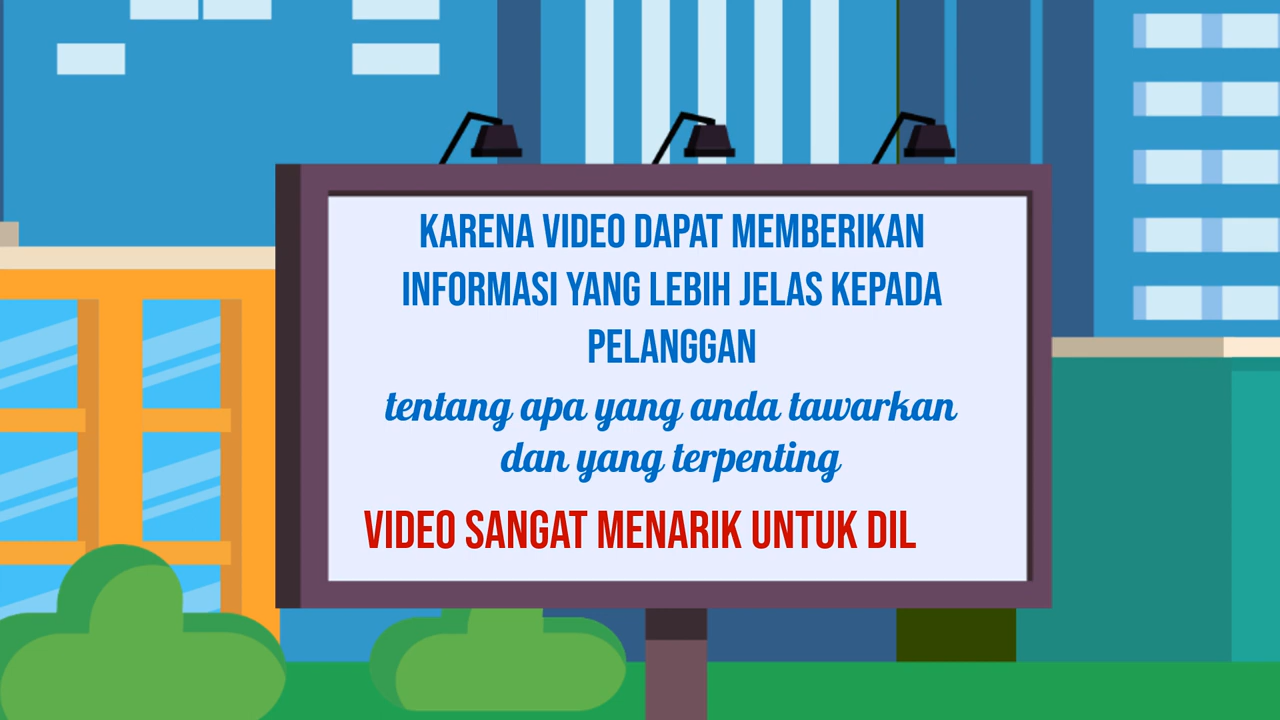 KARENA VIDEO DAPAT MEMBERIKAN
INFORMASI YANG LEBIH JELAS KEPADA
PELANGGAN
tentang apa yang anda tawarkan
dan yang terpenting
VIDEO SANGAT MENARIK UNTUK DIL